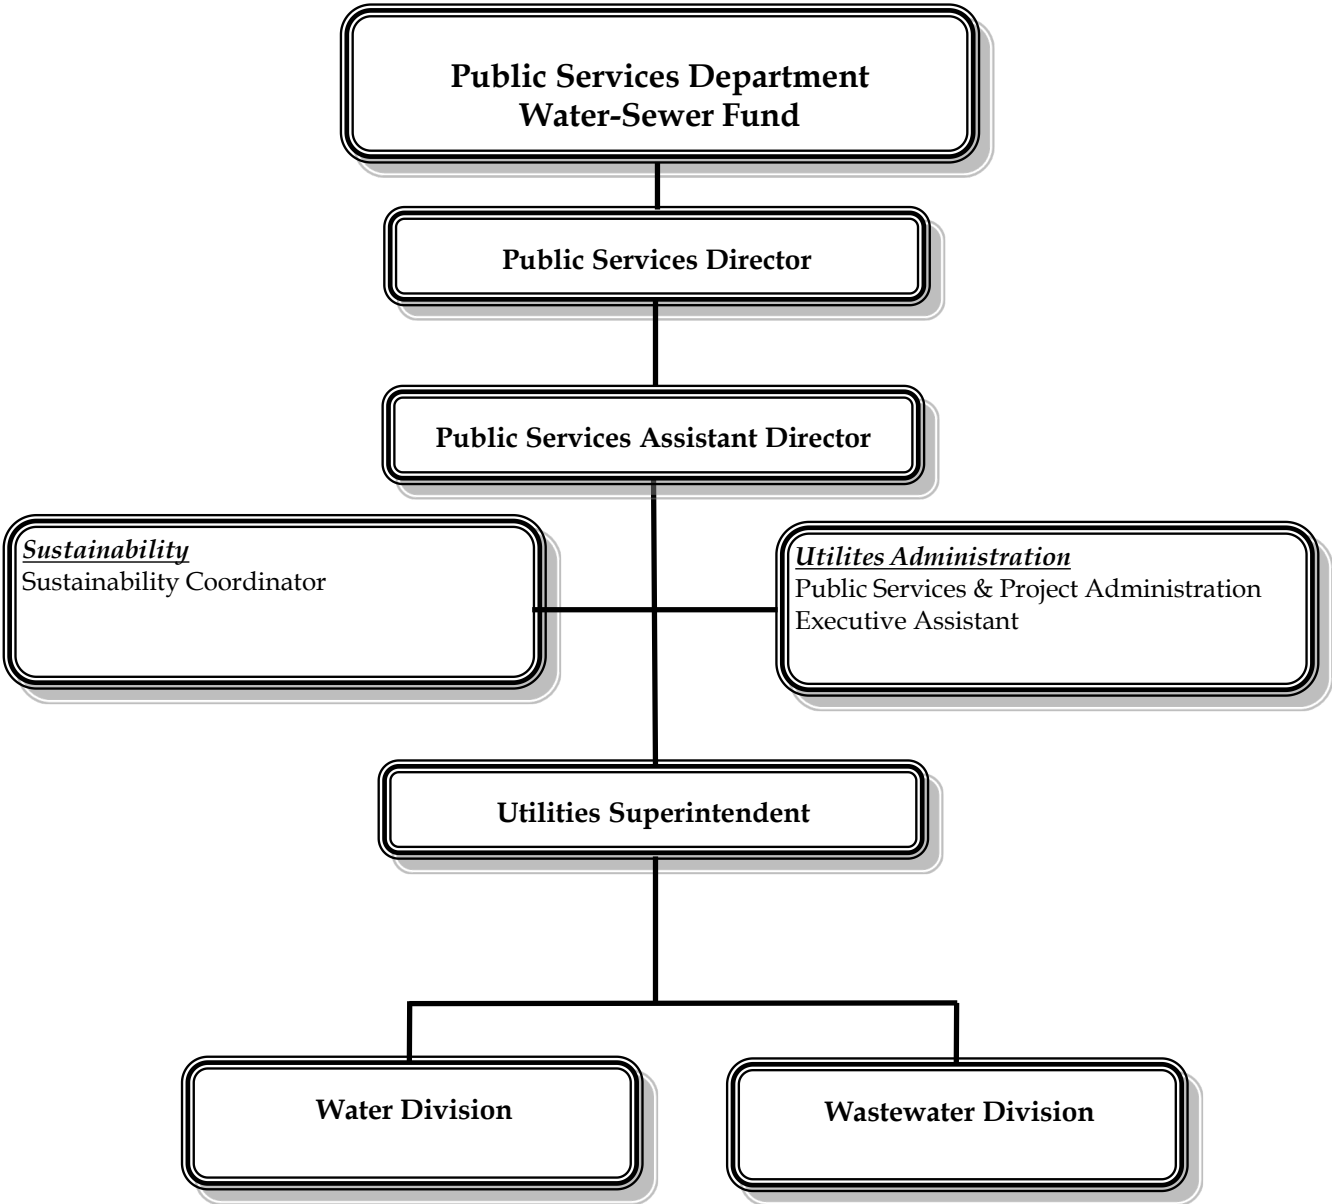 Public Services Department
Water-Sewer Fund
Public Services Director
Public Services Assistant Director
Sustainability
Sustainability Coordinator
Utilites Administration
Public Services & Project Administration
Executive Assistant
Utilities Superintendent
Water Division
Wastewater Division